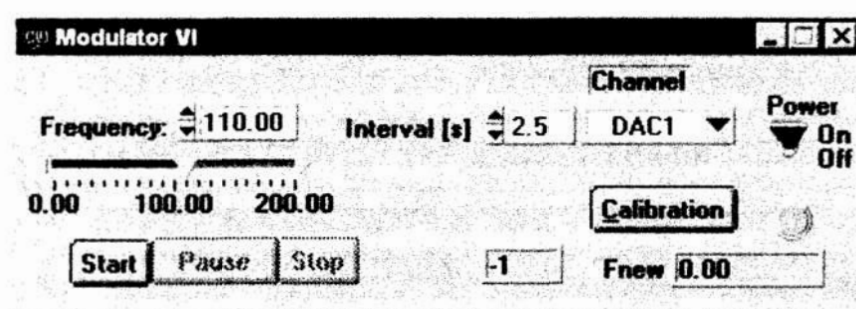 Modulator VI
Channel
Frequency: 110.00 Interval [s] 2.5 DAC1 Power
On
Off
0.00 100.00 200.00
Calibration
Start Pause Stop -1 Fnew 0.00